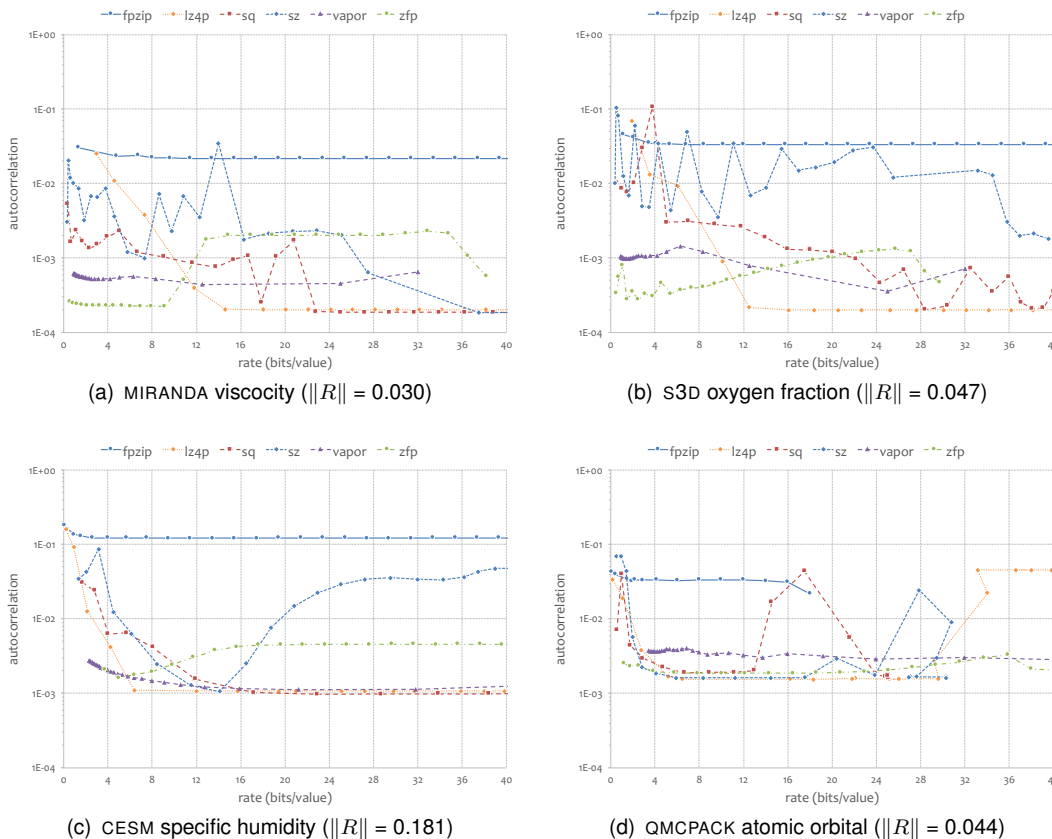 fpzip lz4p sq sz vapor zfp
1E+00
1E-01
1E-02
1E-03
1E-04
autocorrelation
0 4 8 12 16 20 24 28 32 36 40
rate (bits/value)
(a) MIRANDA viscocity (||R|| = 0.030)
fpzip lz4p sq sz vapor zfp
1E+00
1E-01
1E-02
1E-03
1E-04
autocorrelation
0 4 8 12 16 20 24 28 32 36 40
rate (bits/value)
(b) S3D oxygen fraction (||R|| = 0.047)
fpzip lz4p sq sz vapor zfp
1E+00
1E-01
1E-02
1E-03
1E-04
autocorrelation
0 4 8 12 16 20 24 28 32 36 40
rate (bits/value)
(c) CESM specific humidity (||R|| = 0.181)
fpzip lz4p sq sz vapor zfp
1E+00
1E-01
1E-02
1E-03
1E-04
autocorrelation
0 4 8 12 16 20 24 28 32 36 40
rate (bits/value)
(d) QMCPACK atomic orbital (||R|| = 0.044)